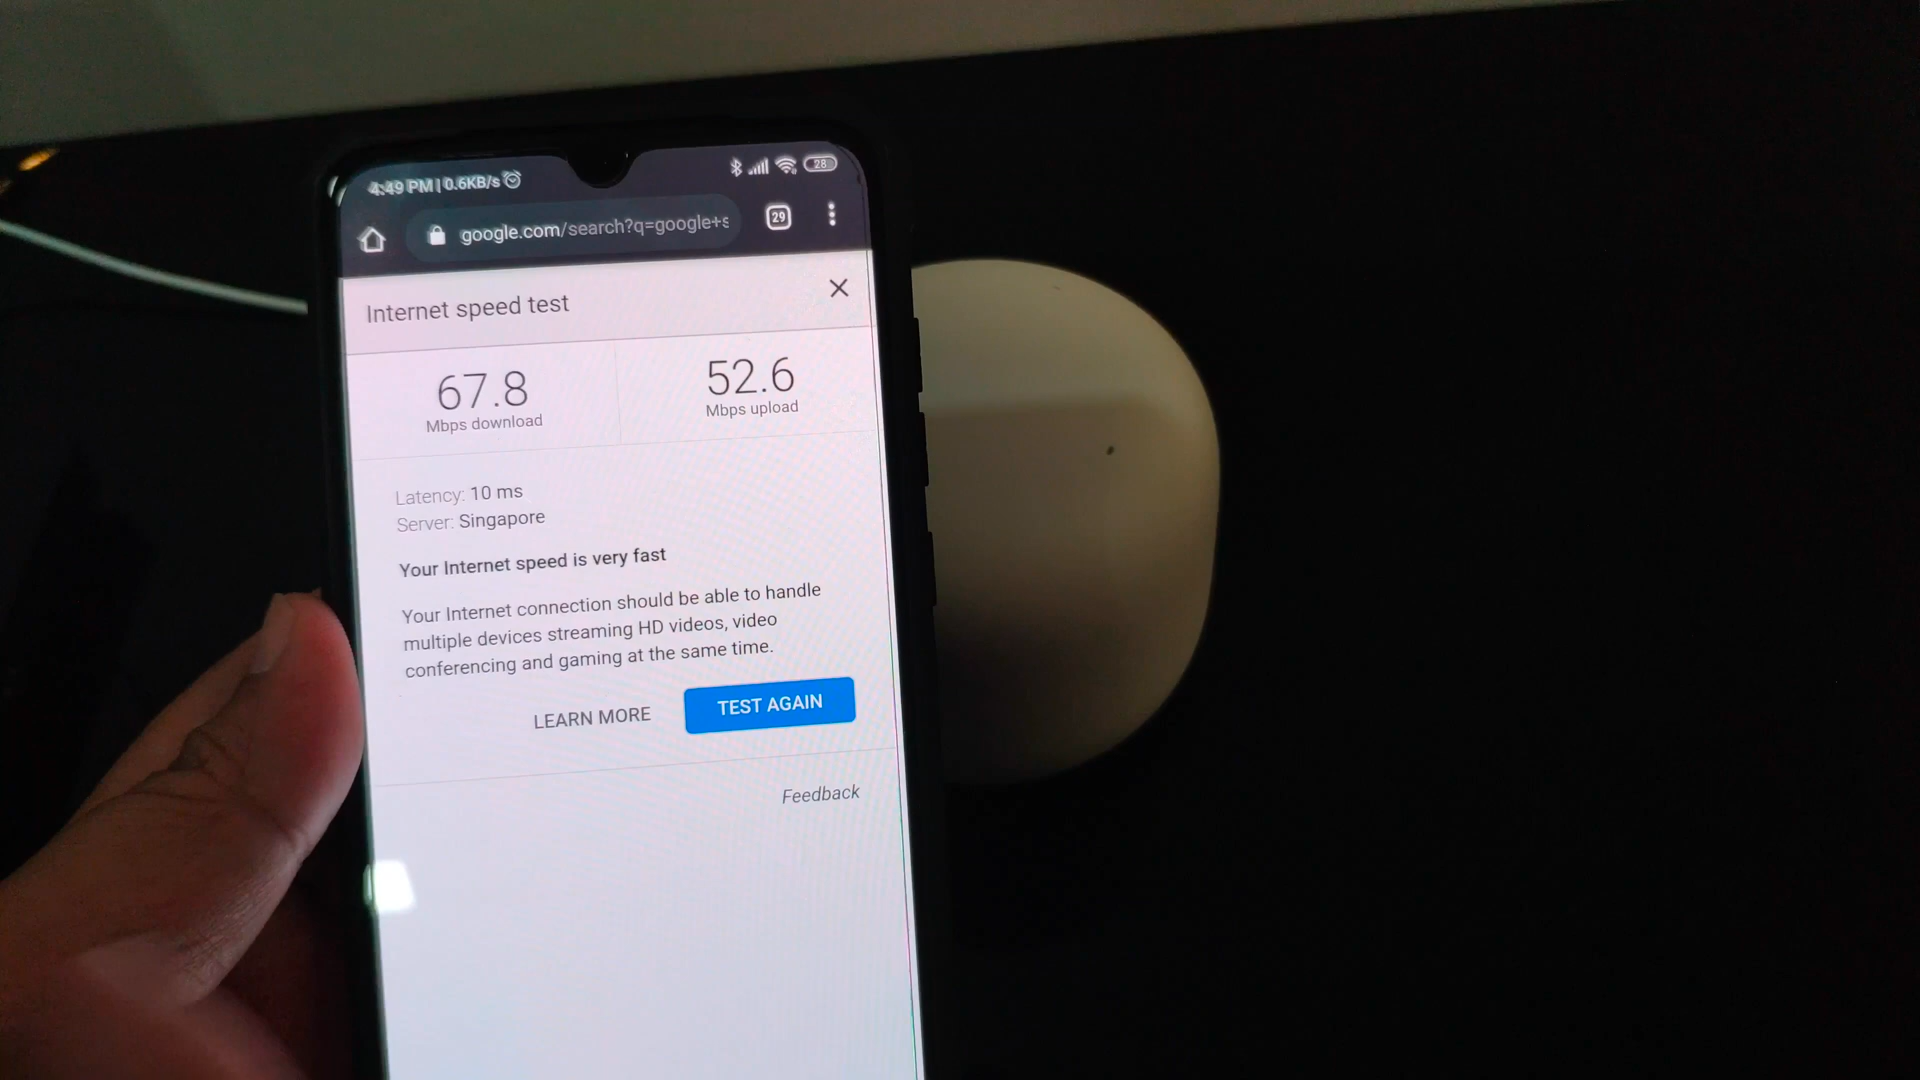 4:49 PM | 0.6KB/s 28
google.com/search?q=google+s 29
Internet speed test
67.8 52.6
Mbps download Mbps upload
Latency: 10 ms
Server: Singapore
Your Internet speed is very fast
Your Internet connection should be able to handle
multiple devices streaming HD videos, video
conferencing and gaming at the same time.
LEARN MORE TEST AGAIN
Feedback